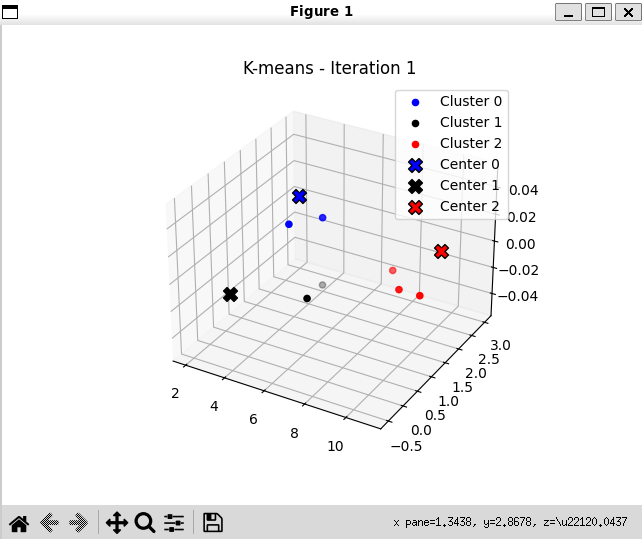 Figure 1
K-means - Iteration 1
Cluster 0
Cluster 1
Cluster 2
Center 0
Center 1
Center 2
0.04
0.02
0.00
−0.02
−0.04
3.0
2.5
2.0
1.5
1.0
0.5
0.0
−0.5
2
4
6
8
10
x pane=1.3438, y=2.8678, z=\u22120.0437